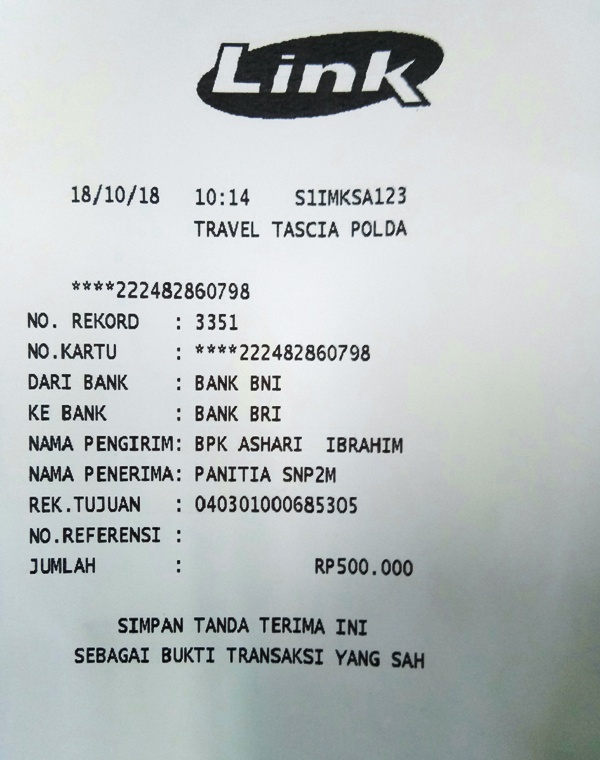 Link
18/10/18 10:14 S1IMKSA123
TRAVEL TASCIA POLDA
****222482860798
NO. REKORD : 3351
NO.KARTU : ****222482860798
DARI BANK : BANK BNI
KE BANK : BANK BRI
NAMA PENGIRIM: BPK ASHARI IBRAHIM
NAMA PENERIMA: PANITIA SNP2M
REK.TUJUAN : 040301000685305
NO.REFERENSI :
JUMLAH : RP500.000
SIMPAN TANDA TERIMA INI
SEBAGAI BUKTI TRANSAKSI YANG SAH